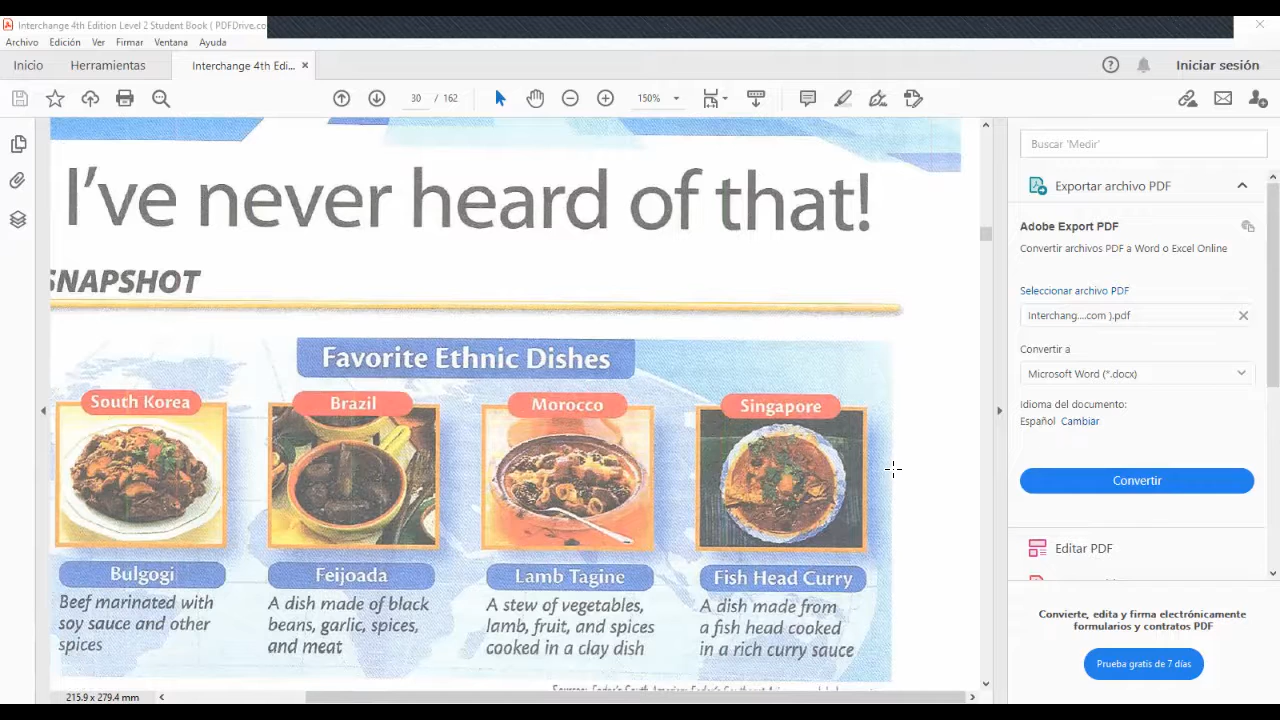 Interchange 4th Edition Level 2 Student Book ( PDFDrive.co
Archivo Edición Ver Firmar Ventana Ayuda
Inicio Herramientas Interchange 4th Edi... × Iniciar sesión
30 / 162 150%
I've never heard of that!
SNAPSHOT
Favorite Ethnic Dishes
South Korea
Bulgogi
Beef marinated with
soy sauce and other
spices
Brazil
Feijoada
A dish made of black
beans, garlic, spices,
and meat
Morocco
Lamb Tagine
A stew of vegetables,
lamb, fruit, and spices
cooked in a clay dish
Singapore
Fish Head Curry
A dish made from
a fish head cooked
in a rich curry sauce
215.9 x 279.4 mm
Buscar 'Medir'
Exportar archivo PDF
Adobe Export PDF
Convertir archivos PDF a Word o Excel Online
Seleccionar archivo PDF
Interchang....com ).pdf
Convertir a
Microsoft Word (*.docx)
Idioma del documento:
Español Cambiar
Convertir
Editar PDF
Convierte, edita y firma electrónicamente
formularios y contratos PDF
Prueba gratis de 7 días